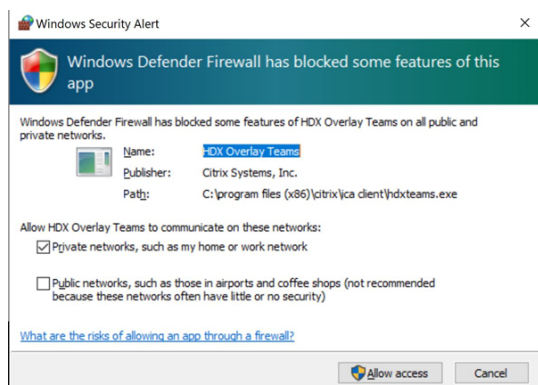 Windows Security Alert
Windows Defender Firewall has blocked some features of this
app
Windows Defender Firewall has blocked some features of HDX Overlay Teams on all public and
private networks.
Name: HDX Overlay Teams
Publisher: Citrix Systems, Inc.
Path: C:\program files (x86)\citrix\ica client\hdxteams.exe
Allow HDX Overlay Teams to communicate on these networks:
Private networks, such as my home or work network
Public networks, such as those in airports and coffee shops (not recommended
because these networks often have little or no security)
What are the risks of allowing an app through a firewall?
Allow access Cancel